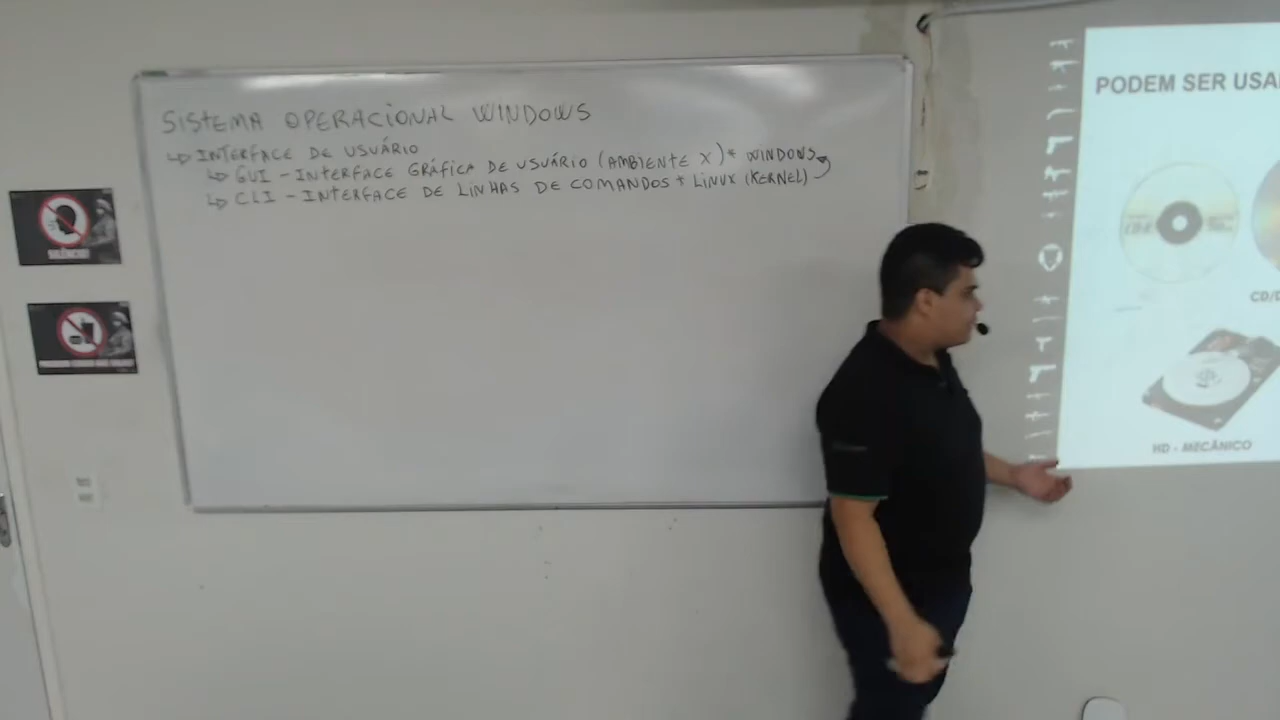 SISTEMA OPERACIONAL WINDOWS
↳ INTERFACE DE USUÁRIO
↳ GUI - INTERFACE GRÁFICA DE USUÁRIO (AMBIENTE X) * WINDOWS
↳ CLI - INTERFACE DE LINHAS DE COMANDOS * LINUX (KERNEL)
SILÊNCIO!
PODEM SER USA
CD/D
HD - MECÂNICO